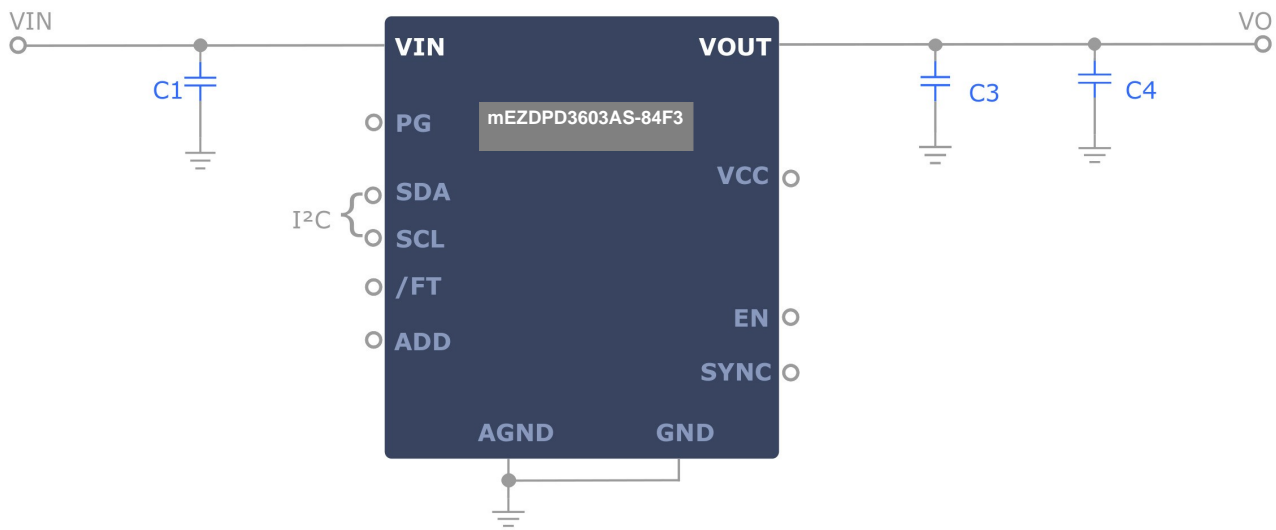 VIN
VO
VIN
VOUT
C1
C3
C4
mEZDPD3603AS-84F3
PG
VCC
SDA
I²C
SCL
/FT
EN
ADD
SYNC
AGND
GND